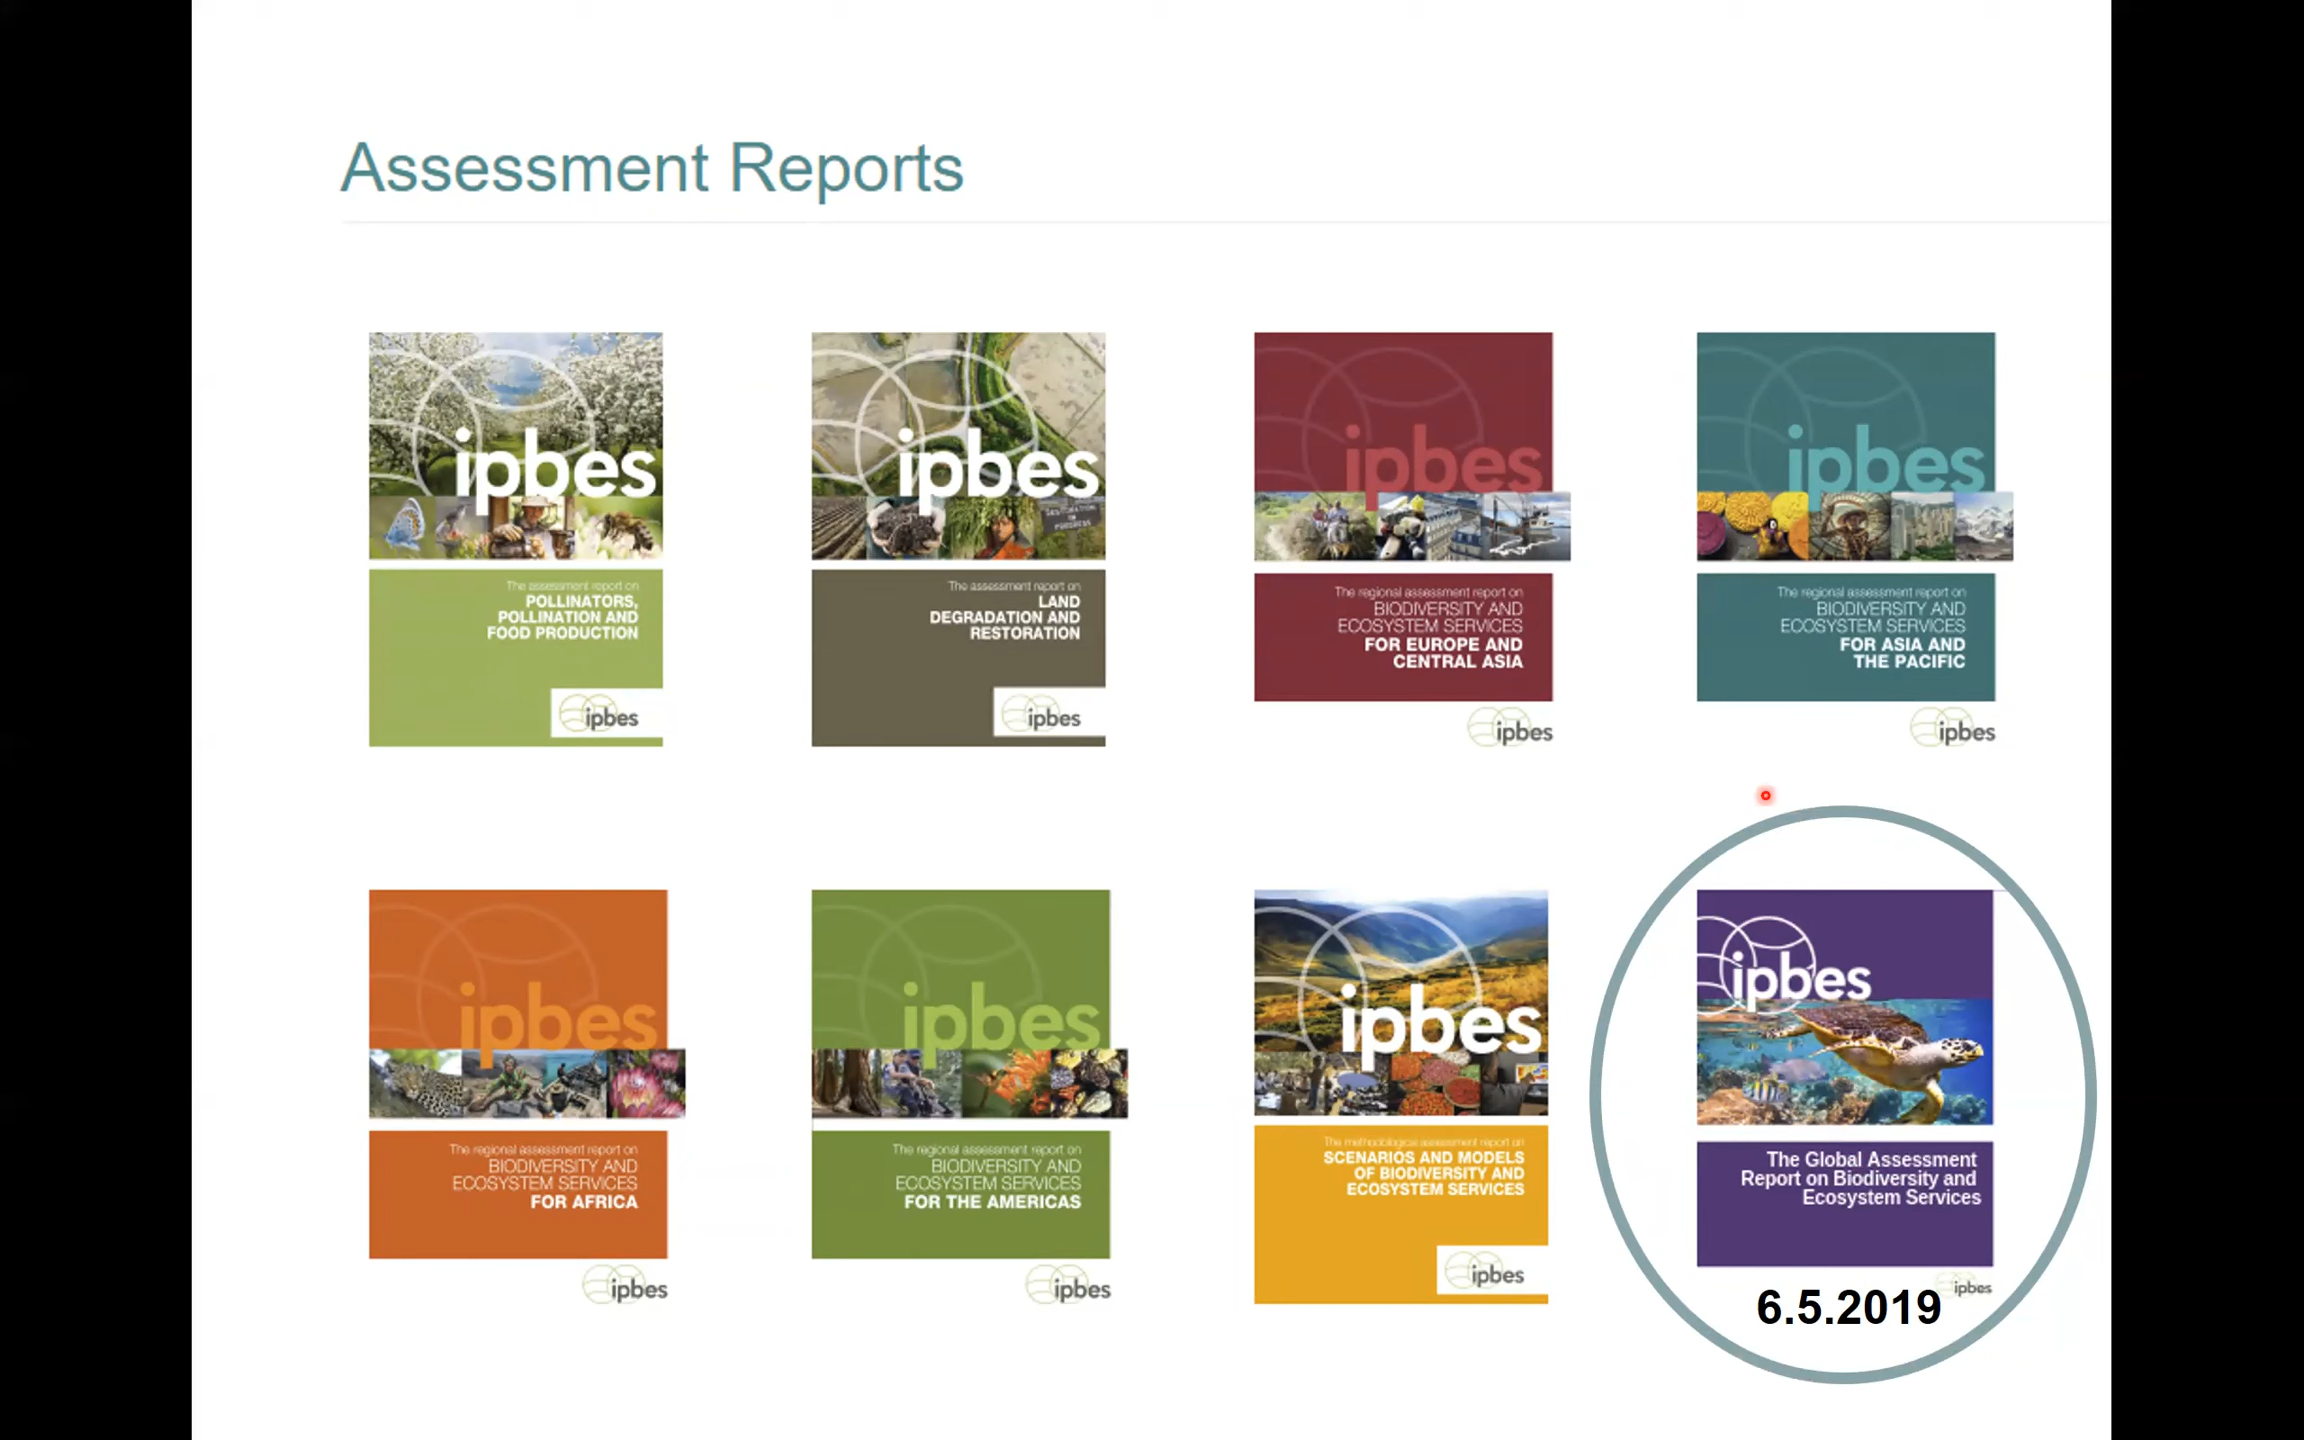 Assessment Reports
ipbes
The assessment report on
POLLINATORS,
POLLINATION AND
FOOD PRODUCTION
ipbes
ipbes
RESTORATION
IN
PROGRESS
The assessment report on
LAND
DEGRADATION AND
RESTORATION
ipbes
ipbes
The regional assessment report on
BIODIVERSITY AND
ECOSYSTEM SERVICES
FOR EUROPE AND
CENTRAL ASIA
ipbes
ipbes
The regional assessment report on
BIODIVERSITY AND
ECOSYSTEM SERVICES
FOR ASIA AND
THE PACIFIC
ipbes
ipbes
The regional assessment report on
BIODIVERSITY AND
ECOSYSTEM SERVICES
FOR AFRICA
ipbes
ipbes
The regional assessment report on
BIODIVERSITY AND
ECOSYSTEM SERVICES
FOR THE AMERICAS
ipbes
ipbes
The methodological assessment report on
SCENARIOS AND MODELS
OF BIODIVERSITY AND
ECOSYSTEM SERVICES
ipbes
ipbes
The Global Assessment
Report on Biodiversity and
Ecosystem Services
ipbes
6.5.2019